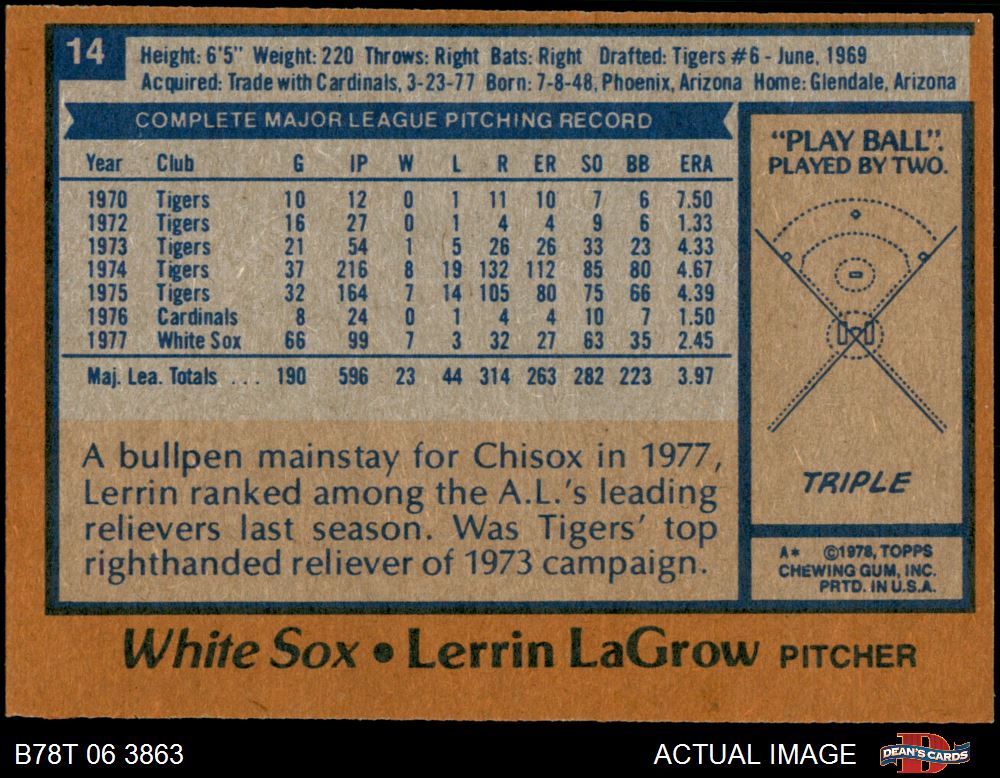 14
Height: 6'5" Weight: 220 Throws: Right Bats: Right Drafted: Tigers #6 - June, 1969
Acquired: Trade with Cardinals, 3-23-77 Born: 7-8-48, Phoenix, Arizona Home: Glendale, Arizona
COMPLETE MAJOR LEAGUE PITCHING RECORD
Year Club G IP W L R ER SO BB ERA
1970 Tigers 10 12 0 1 11 10 7 6 7.50
1972 Tigers 16 27 0 1 4 4 9 6 1.33
1973 Tigers 21 54 1 5 26 26 33 23 4.33
1974 Tigers 37 216 8 19 132 112 85 80 4.67
1975 Tigers 32 164 7 14 105 80 75 66 4.39
1976 Cardinals 8 24 0 1 4 4 10 7 1.50
1977 White Sox 66 99 7 3 32 27 63 35 2.45
Maj. Lea. Totals ... 190 596 23 44 314 263 282 223 3.97
A bullpen mainstay for Chisox in 1977,
Lerrin ranked among the A.L.'s leading
relievers last season. Was Tigers' top
righthanded reliever of 1973 campaign.
"PLAY BALL".
PLAYED BY TWO.
TRIPLE
A* ©1978, TOPPS
CHEWING GUM, INC.
PRTD. IN U.S.A.
White Sox • Lerrin LaGrow PITCHER
B78T 06 3863
ACTUAL IMAGE
DEAN'S CARDS